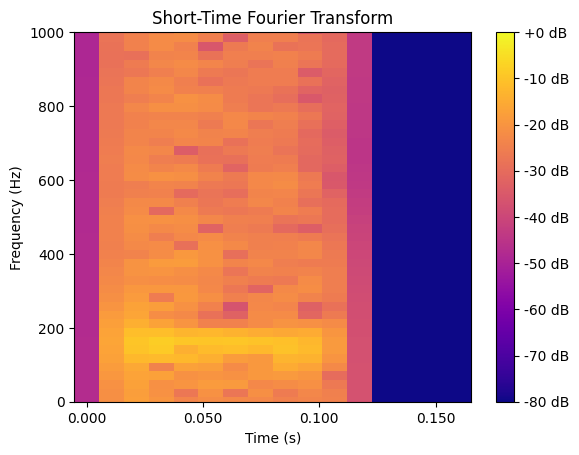 Short-Time Fourier Transform
1000
800
600
400
200
0
Frequency (Hz)
0.000
0.050
0.100
0.150
Time (s)
+0 dB
-10 dB
-20 dB
-30 dB
-40 dB
-50 dB
-60 dB
-70 dB
-80 dB